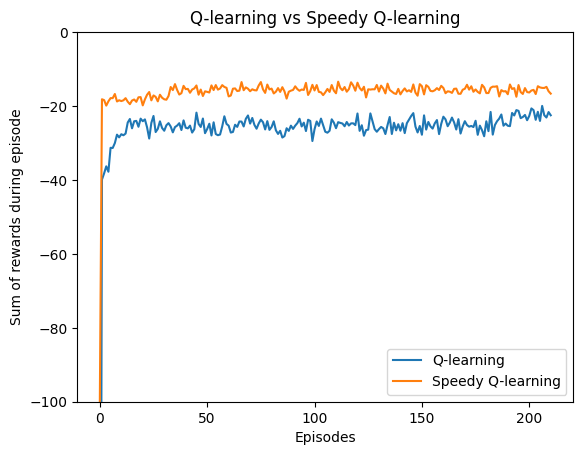 Q-learning vs Speedy Q-learning
Sum of rewards during episode
0
−20
−40
−60
−80
−100
0
50
100
150
200
Episodes
Q-learning
Speedy Q-learning